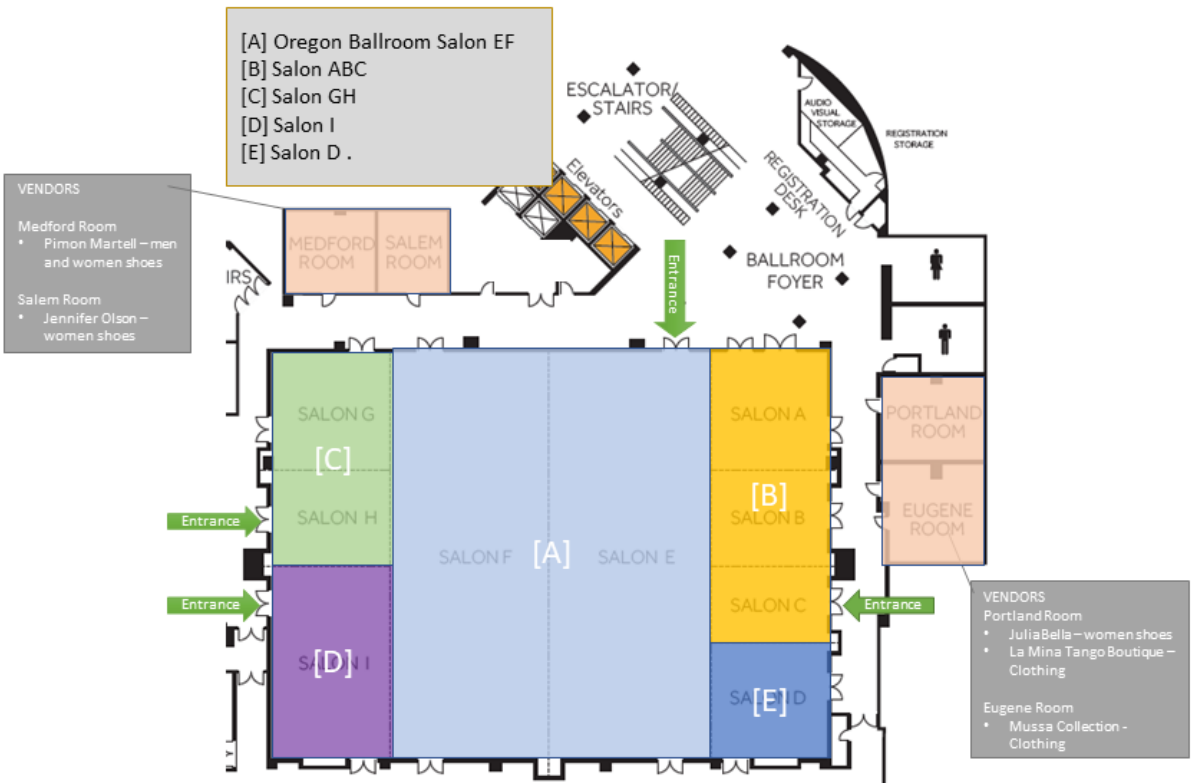 [A] Oregon Ballroom Salon EF
[B] Salon ABC
[C] Salon GH
[D] Salon I
[E] Salon D .
ESCALATOR/
STAIRS
AUDIO
VISUAL
STORAGE
REGISTRATION
STORAGE
Elevators
REGISTRATION
DESK
VENDORS
Medford Room
• Pimon Martell – men
and women shoes
Salem Room
• Jennifer Olson –
women shoes
MEDFORD
ROOM
SALEM
ROOM
IRS
Entrance
BALLROOM
FOYER
SALON G
[C]
SALON H
Entrance
SALON F
[A]
SALON E
SALON A
[B]
SALON B
SALON C
PORTLAND
ROOM
EUGENE
ROOM
Entrance
Entrance
SALON I
[D]
SALON D
[E]
VENDORS
Portland Room
• JuliaBella – women shoes
• La Mina Tango Boutique –
Clothing
Eugene Room
• Mussa Collection -
Clothing